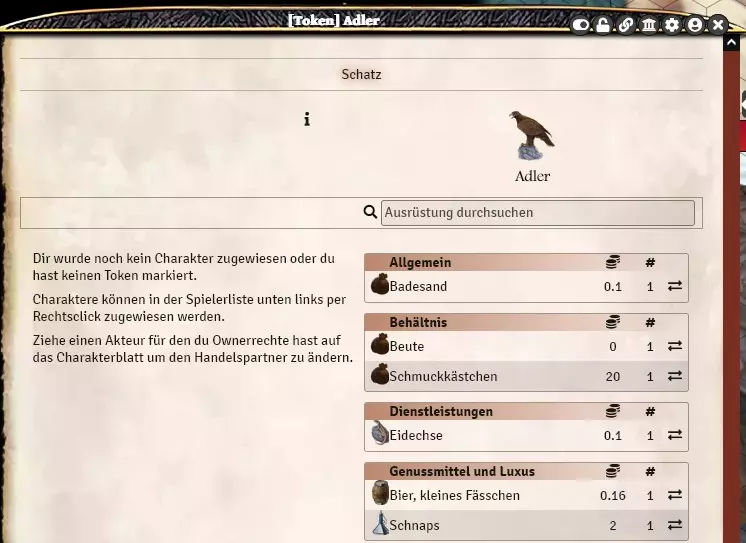 [Token] Adler
Schatz
Adler
Ausrüstung durchsuchen
Dir wurde noch kein Charakter zugewiesen oder du
hast keinen Token markiert.
Charaktere können in der Spielerliste unten links per
Rechtsclick zugewiesen werden.
Ziehe einen Akteur für den du Ownerrechte hast auf
das Charakterblatt um den Handelspartner zu ändern.
Allgemein #
Badesand 0.1 1
Behältnis #
Beute 0 1
Schmuckkästchen 20 1
Dienstleistungen #
Eidechse 0.1 1
Genussmittel und Luxus #
Bier, kleines Fässchen 0.16 1
Schnaps 2 1